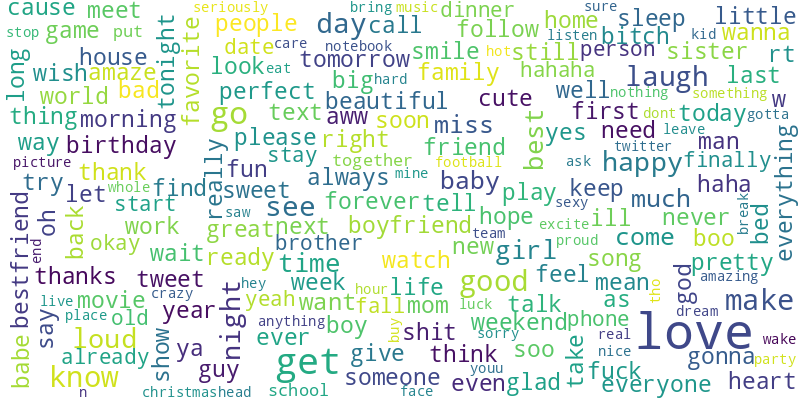 cause meet seriously bring music dinner sure
stop game put people day call follow home sleep little
house date care notebook tomorrow smile hot still listen person bitch kid wanna
long wish amaze bad tonight favorite look eat big hard family hahaha sister rt
world perfect beautiful cute well nothing laugh last something w
thing morning go text aww soon miss first need dont today gotta
way birthday please right friend best yes twitter leave man
picture thank really fun stay together football ask happy finally everything
try let whole find sweet always mine baby play sexy keep haha
bestfriend oh back start saw see forever tell hope excite ill much never break bed
end okay work great next boyfriend team proud come boo
wait ready brother time watch new girl song pretty
thanks tweet hey week hour life good feel mean god amazing
live crazy movie year yeah want fall mom luck talk as tho dream make
place old night anything boy shit weekend phone love
say loud show ya ever buy sorry soo real
babe already guy get give think nice take gonna wake
know someone youu even glad fuck everyone party
n christmashead school face heart